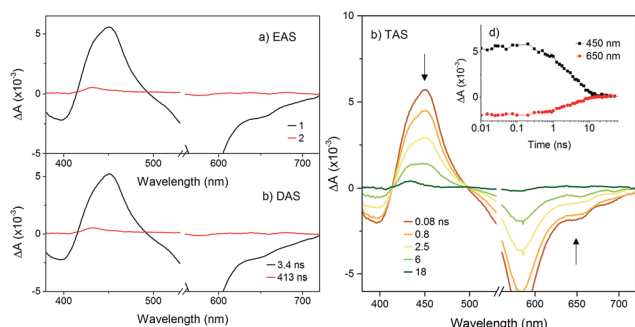 a) EAS
5
0
-5
ΔA (x10⁻³)
1
2
400
500
600
700
Wavelength (nm)
b) DAS
5
0
-5
ΔA (x10⁻³)
3.4 ns
413 ns
400
500
600
700
Wavelength (nm)
b) TAS
10
5
0
-5
ΔA (x10⁻³)
0.08 ns
0.8
2.5
6
18
400
450
500
600
650
700
Wavelength (nm)
d)
450 nm
650 nm
5
0
ΔA (x10⁻³)
0.01
0.1
1
10
Time (ns)